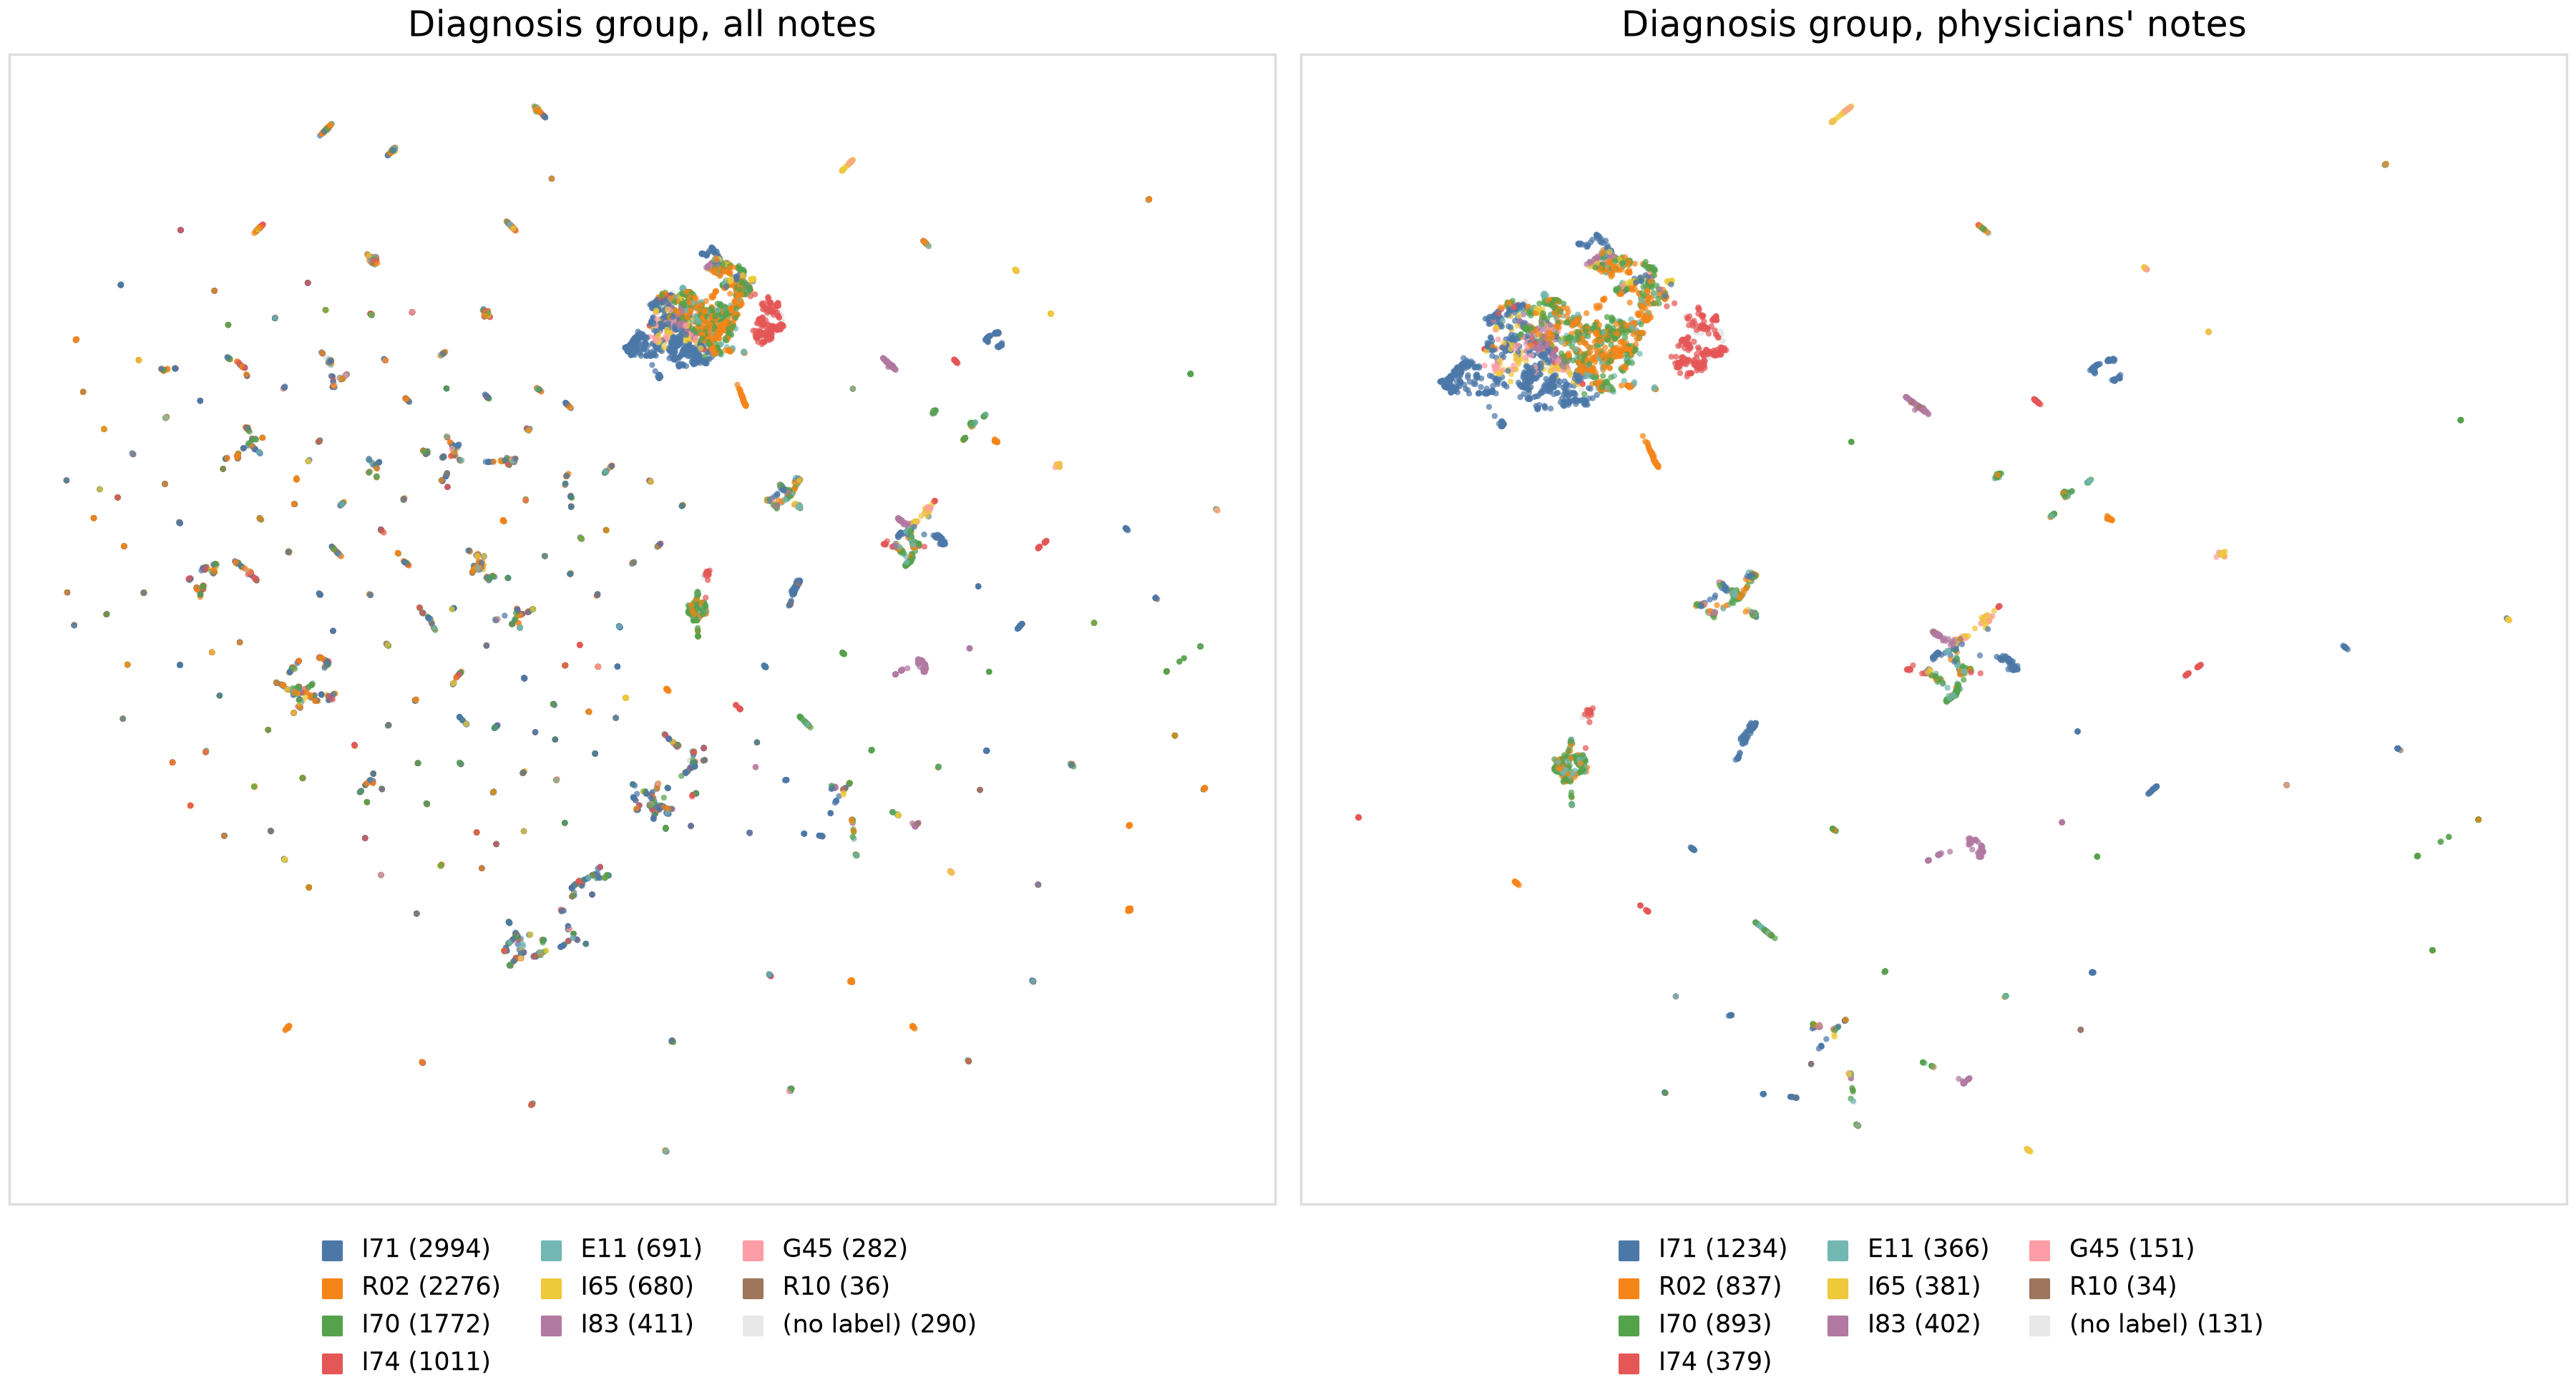 Diagnosis group, all notes
Diagnosis group, physicians' notes
I71 (2994)
E11 (691)
G45 (282)
R02 (2276)
I65 (680)
R10 (36)
I70 (1772)
I83 (411)
(no label) (290)
I74 (1011)
I71 (1234)
E11 (366)
G45 (151)
R02 (837)
I65 (381)
R10 (34)
I70 (893)
I83 (402)
(no label) (131)
I74 (379)